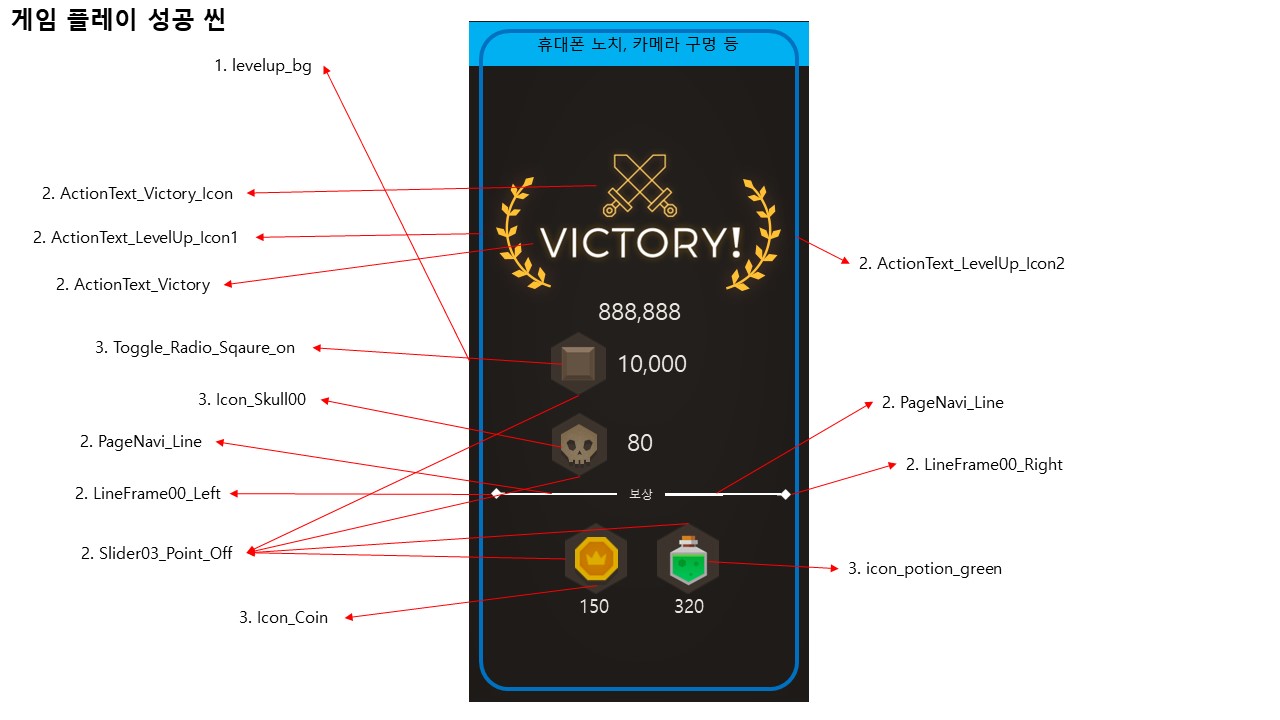 게임 플레이 성공 씬
휴대폰 노치, 카메라 구멍 등
1. levelup_bg
2. ActionText_Victory_Icon
2. ActionText_LevelUp_Icon1
VICTORY!
2. ActionText_LevelUp_Icon2
2. ActionText_Victory
888,888
3. Toggle_Radio_Sqaure_on
10,000
3. Icon_Skull00
2. PageNavi_Line
2. PageNavi_Line
80
2. LineFrame00_Right
2. LineFrame00_Left
보상
2. Slider03_Point_Off
3. icon_potion_green
150
320
3. Icon_Coin